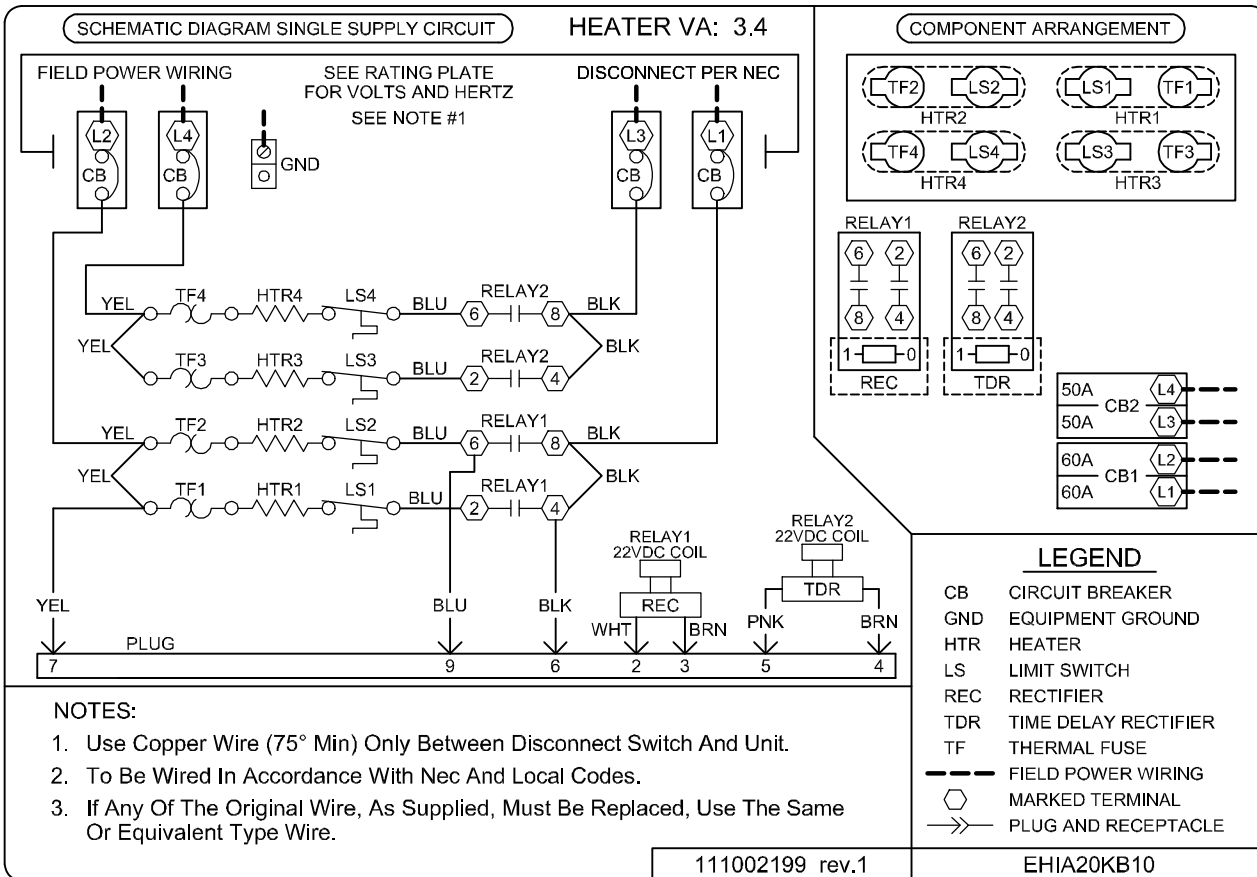 SCHEMATIC DIAGRAM SINGLE SUPPLY CIRCUIT
HEATER VA: 3.4
FIELD POWER WIRING
SEE RATING PLATE
FOR VOLTS AND HERTZ
SEE NOTE #1
DISCONNECT PER NEC
L2
L4
L3
L1
CB
CB
GND
CB
CB
YEL
TF4
HTR4
LS4
BLU
6
RELAY2
8
BLK
YEL
TF3
HTR3
LS3
BLU
2
RELAY2
4
BLK
YEL
TF2
HTR2
LS2
BLU
6
RELAY1
8
BLK
YEL
TF1
HTR1
LS1
BLU
2
RELAY1
4
BLK
RELAY1
22VDC COIL
REC
RELAY2
22VDC COIL
TDR
YEL
BLU
BLK
WHT
BRN
PNK
BRN
PLUG
7
9
6
2
3
5
4
NOTES:
1. Use Copper Wire (75° Min) Only Between Disconnect Switch And Unit.
2. To Be Wired In Accordance With Nec And Local Codes.
3. If Any Of The Original Wire, As Supplied, Must Be Replaced, Use The Same
Or Equivalent Type Wire.
COMPONENT ARRANGEMENT
TF2
LS2
LS1
TF1
HTR2
HTR1
TF4
LS4
LS3
TF3
HTR4
HTR3
RELAY1
RELAY2
6
2
6
2
8
4
8
4
1
0
1
0
REC
TDR
50A
L4
CB2
50A
L3
60A
L2
CB1
60A
L1
LEGEND
CB CIRCUIT BREAKER
GND EQUIPMENT GROUND
HTR HEATER
LS LIMIT SWITCH
REC RECTIFIER
TDR TIME DELAY RECTIFIER
TF THERMAL FUSE
FIELD POWER WIRING
MARKED TERMINAL
PLUG AND RECEPTACLE
111002199 rev.1
EHIA20KB10